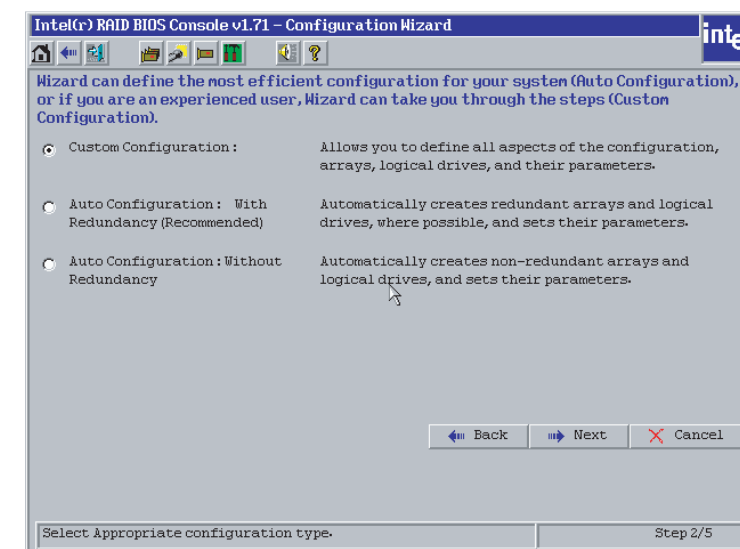 Intel(r) RAID BIOS Console v1.71 - Configuration Wizard
inte
Wizard can define the most efficient configuration for your system (Auto Configuration),
or if you are an experienced user, Wizard can take you through the steps (Custom
Configuration).
Custom Configuration:
Allows you to define all aspects of the configuration,
arrays, logical drives, and their parameters.
Auto Configuration: With
Redundancy (Recommended)
Automatically creates redundant arrays and logical
drives, where possible, and sets their parameters.
Auto Configuration:Without
Redundancy
Automatically creates non-redundant arrays and
logical drives, and sets their parameters.
Back
Next
Cancel
Select Appropriate configuration type.
Step 2/5